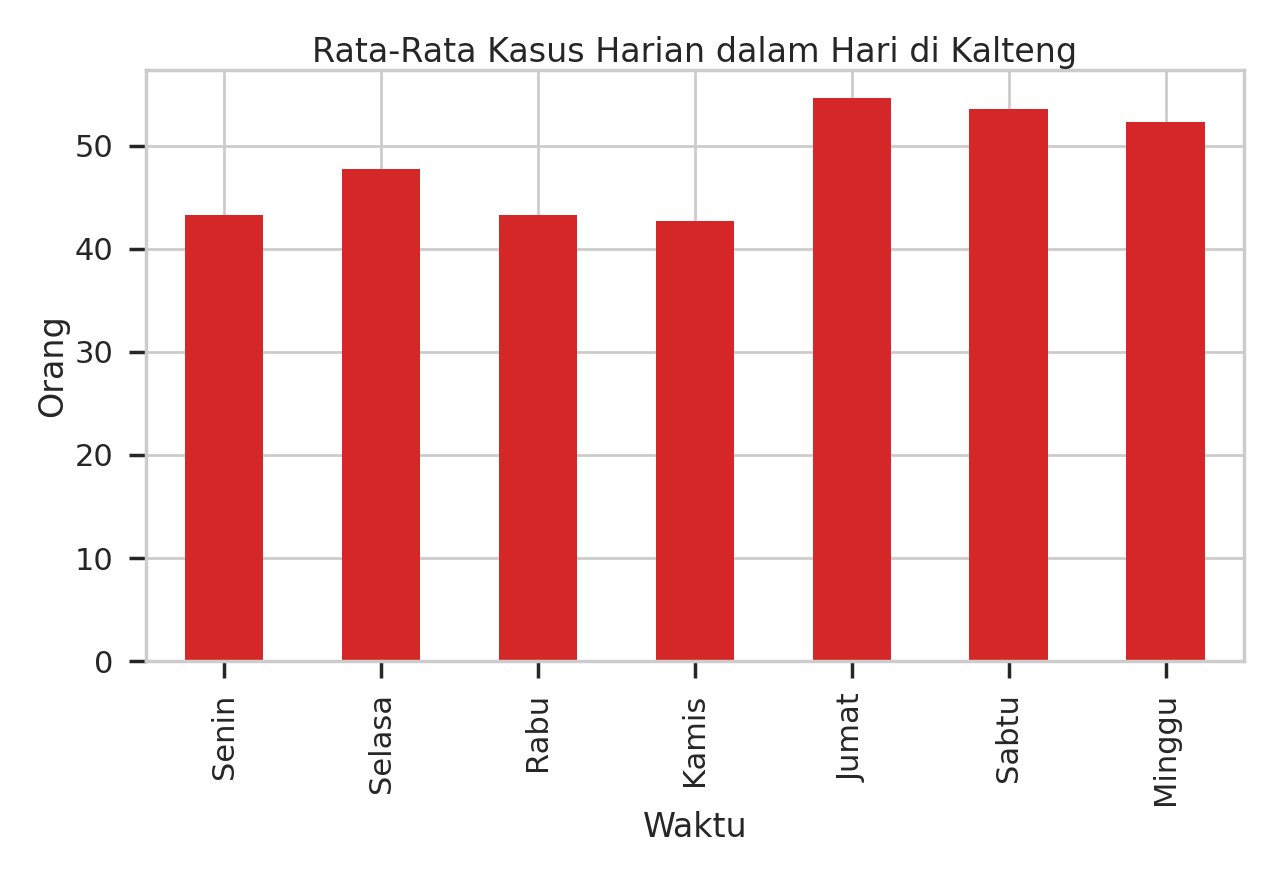 Rata-Rata Kasus Harian dalam Hari di Kalteng
Orang
50
40
30
20
10
0
Senin
Selasa
Rabu
Kamis
Jumat
Sabtu
Minggu
Waktu